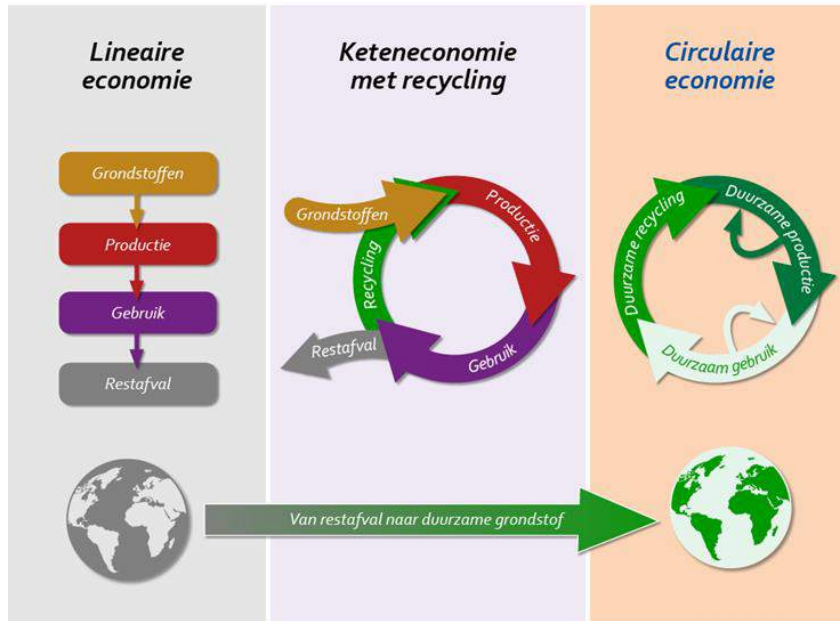 Lineaire
economie
Grondstoffen
Productie
Gebruik
Restafval
Keteneconomie
met recycling
Grondstoffen
Productie
Gebruik
Recycling
Restafval
Circulaire
economie
Duurzame productie
Duurzaam gebruik
Duurzame recycling
Van restafval naar duurzame grondstof